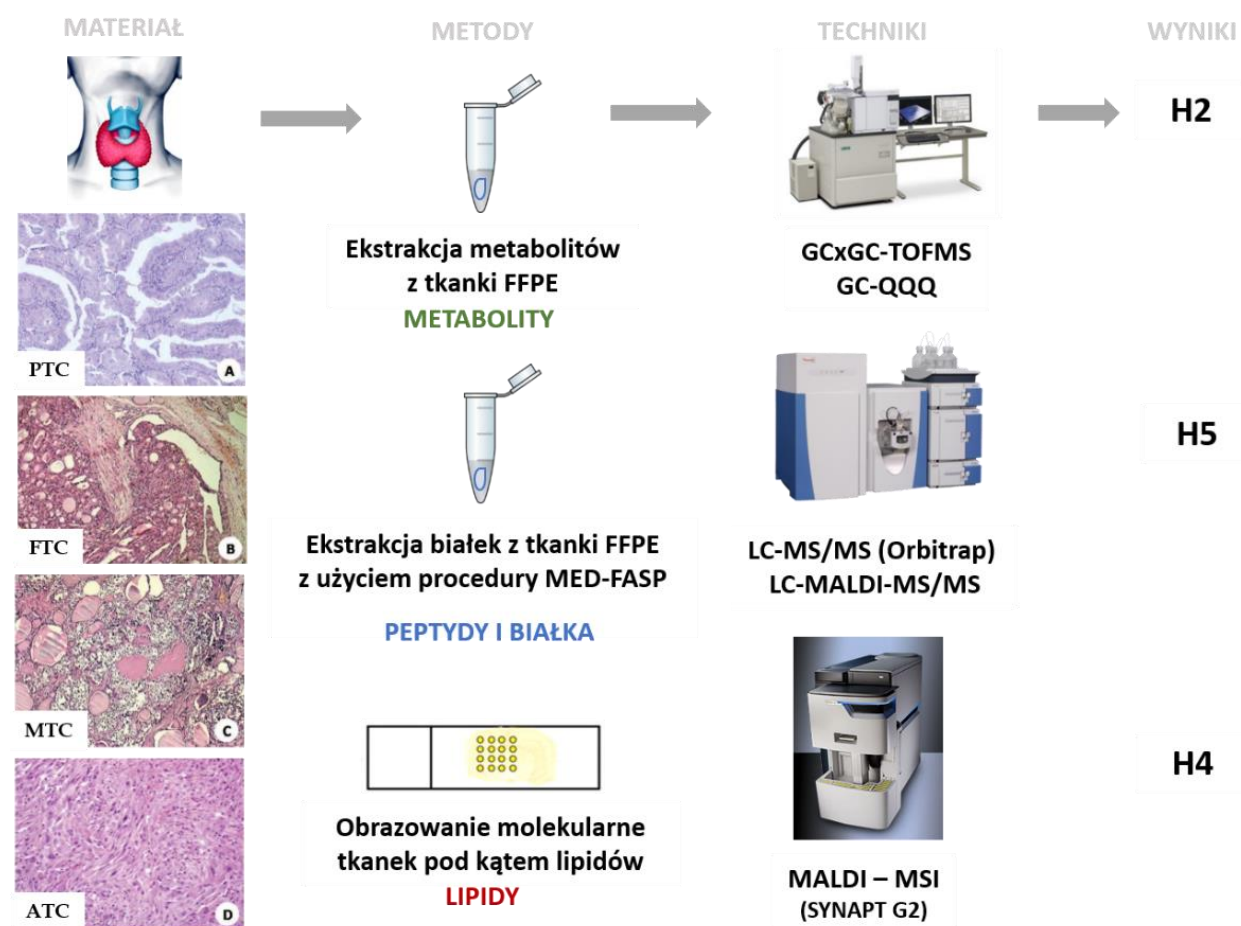 MATERIAŁ
METODY
TECHNIKI
WYNIKI
H2
Ekstrakcja metabolitów
z tkanki FFPE
METABOLITY
GCxGC-TOFMS
GC-QQQ
PTC
A
H5
FTC
B
Ekstrakcja białek z tkanki FFPE
z użyciem procedury MED-FASP
PEPTYDY I BIAŁKA
LC-MS/MS (Orbitrap)
LC-MALDI-MS/MS
MTC
C
H4
Obrazowanie molekularne
tkanek pod kątem lipidów
LIPIDY
MALDI – MSI
(SYNAPT G2)
ATC
D